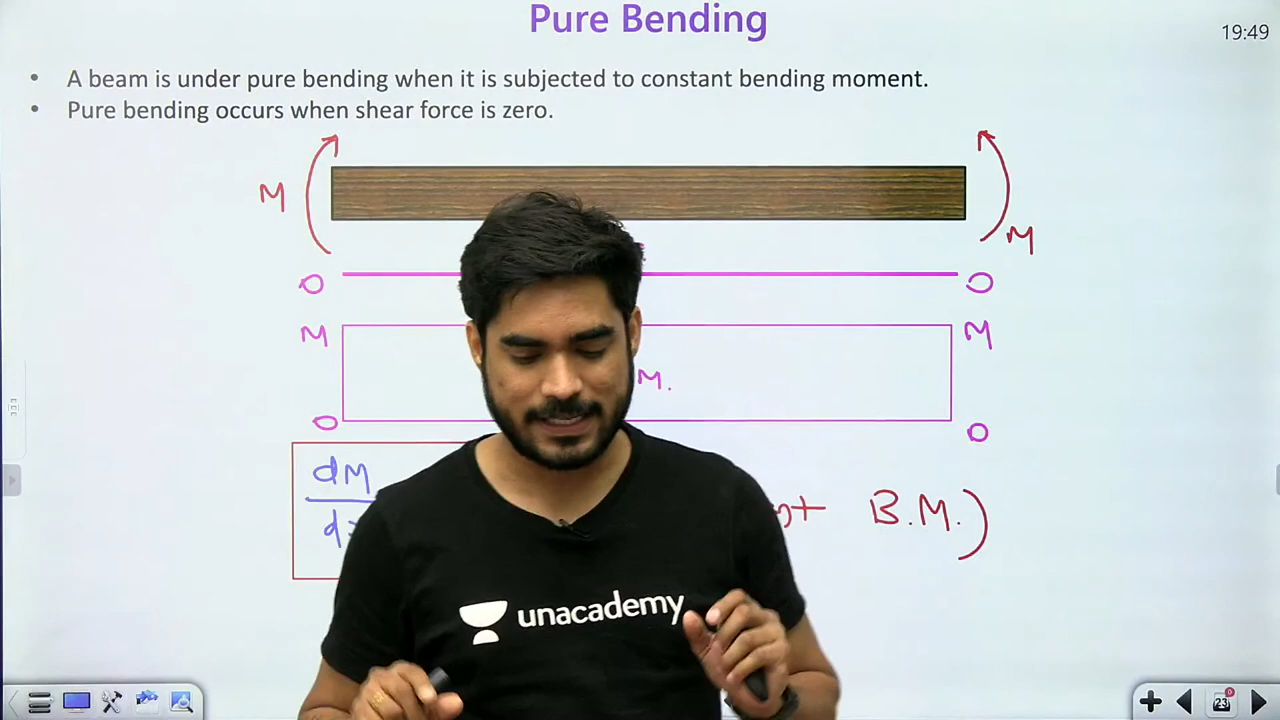 Pure Bending
19:49
• A beam is under pure bending when it is subjected to constant bending moment.
• Pure bending occurs when shear force is zero.
M
M
O
O
M
M
M.
O
O
dM
B.M.)
unacademy
23